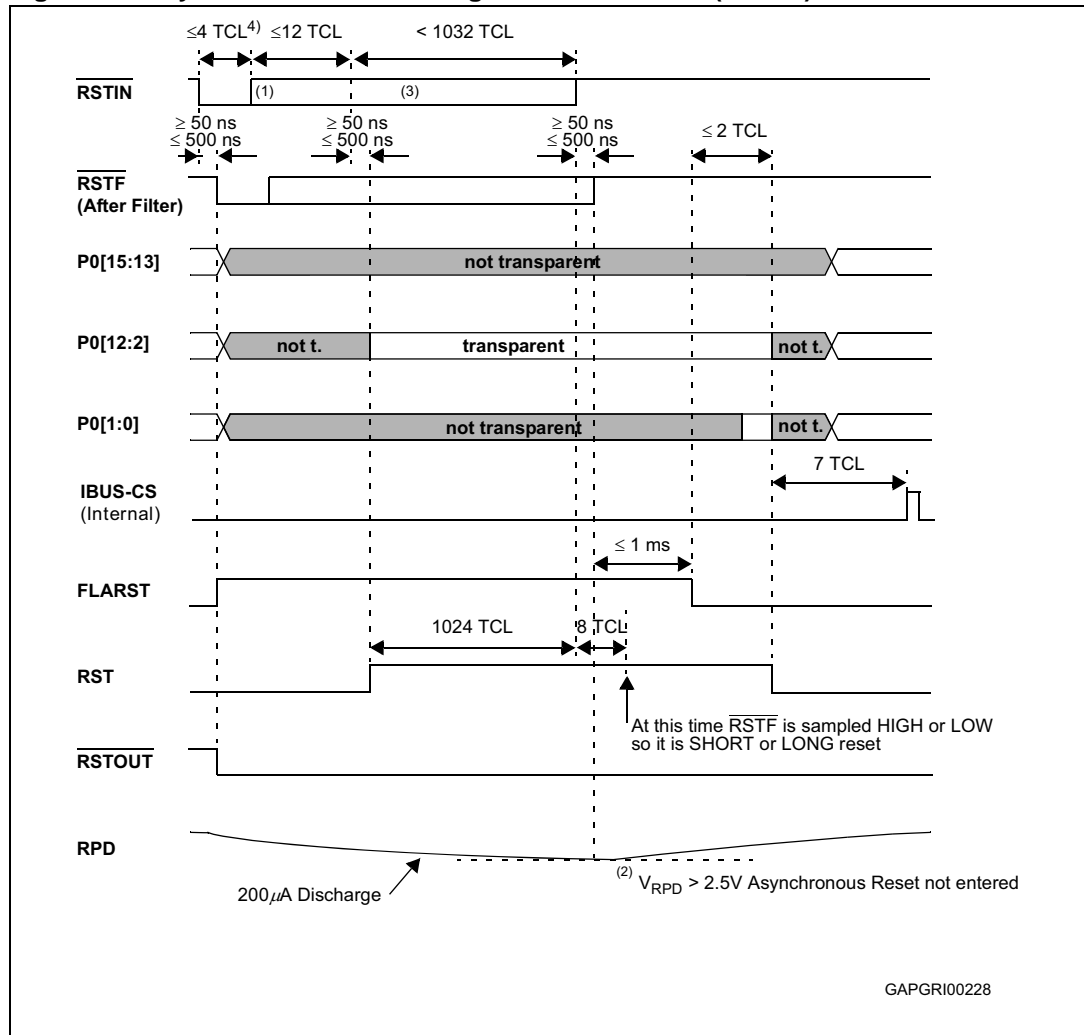 ≤4 TCL4) ≤12 TCL < 1032 TCL
RSTIN (1) (3)
≥ 50 ns ≥ 50 ns ≥ 50 ns
≤ 500 ns ≤ 500 ns ≤ 500 ns ≤ 2 TCL
RSTF
(After Filter)
P0[15:13] not transparent
P0[12:2] not t. transparent not t.
P0[1:0] not transparent not t.
7 TCL
IBUS-CS
(Internal)
≤ 1 ms
FLARST
1024 TCL 8 TCL
RST
At this time RSTF is sampled HIGH or LOW
so it is SHORT or LONG reset
RSTOUT
RPD
200µA Discharge (2) VRPD > 2.5V Asynchronous Reset not entered
GAPGRI00228